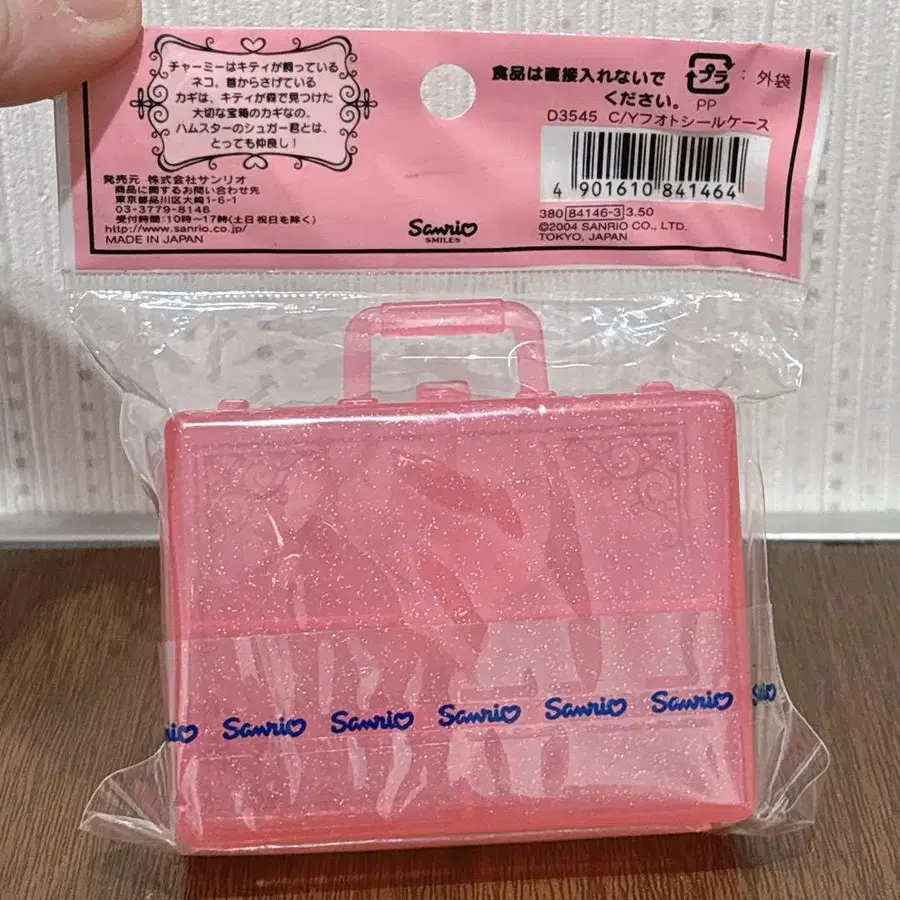 チャーミーはキティが飼っている
ネコ。首からさげている
カギは、キティが森で見つけた
大切な宝箱のカギなの。
ハムスターのシュガー君とは、
とっても仲良し！
発売元 株式会社サンリオ
商品に関するお問い合わせ先
東京都品川区大崎1-6-1
03-3779-8148
受付時間:10時〜17時(土日祝日を除く)
http://www.sanrio.co.jp/
MADE IN JAPAN
Sanrio
SMILES
食品は直接入れないで
ください。
プラ : 外袋
PP
D3545 C/Yフォトシールケース
4 901610 841464
380 84146-3 3.50
©2004 SANRIO CO., LTD.
TOKYO, JAPAN
rio Sanrio Sanrio Sanrio Sanrio Sanrio